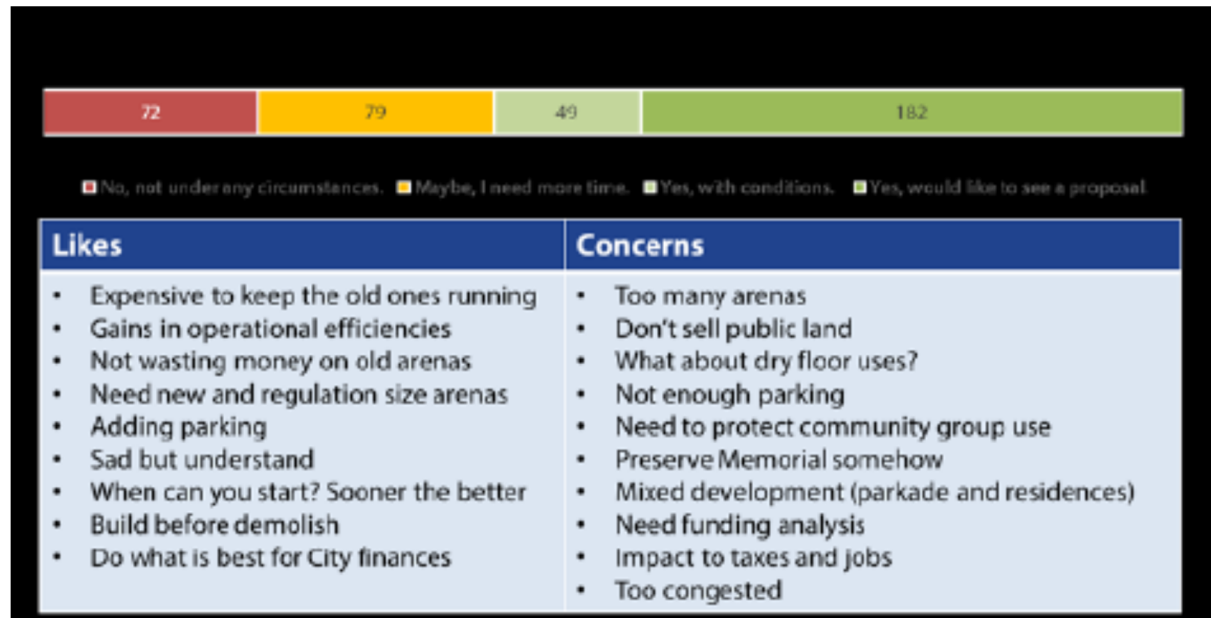 72 79 49 182
No, not under any circumstances. Maybe, I need more time. Yes, with conditions. Yes, would like to see a proposal
Likes Concerns
• Expensive to keep the old ones running
• Gains in operational efficiencies
• Not wasting money on old arenas
• Need new and regulation size arenas
• Adding parking
• Sad but understand
• When can you start? Sooner the better
• Build before demolish
• Do what is best for City finances
• Too many arenas
• Don't sell public land
• What about dry floor uses?
• Not enough parking
• Need to protect community group use
• Preserve Memorial somehow
• Mixed development (parkade and residences)
• Need funding analysis
• Impact to taxes and jobs
• Too congested